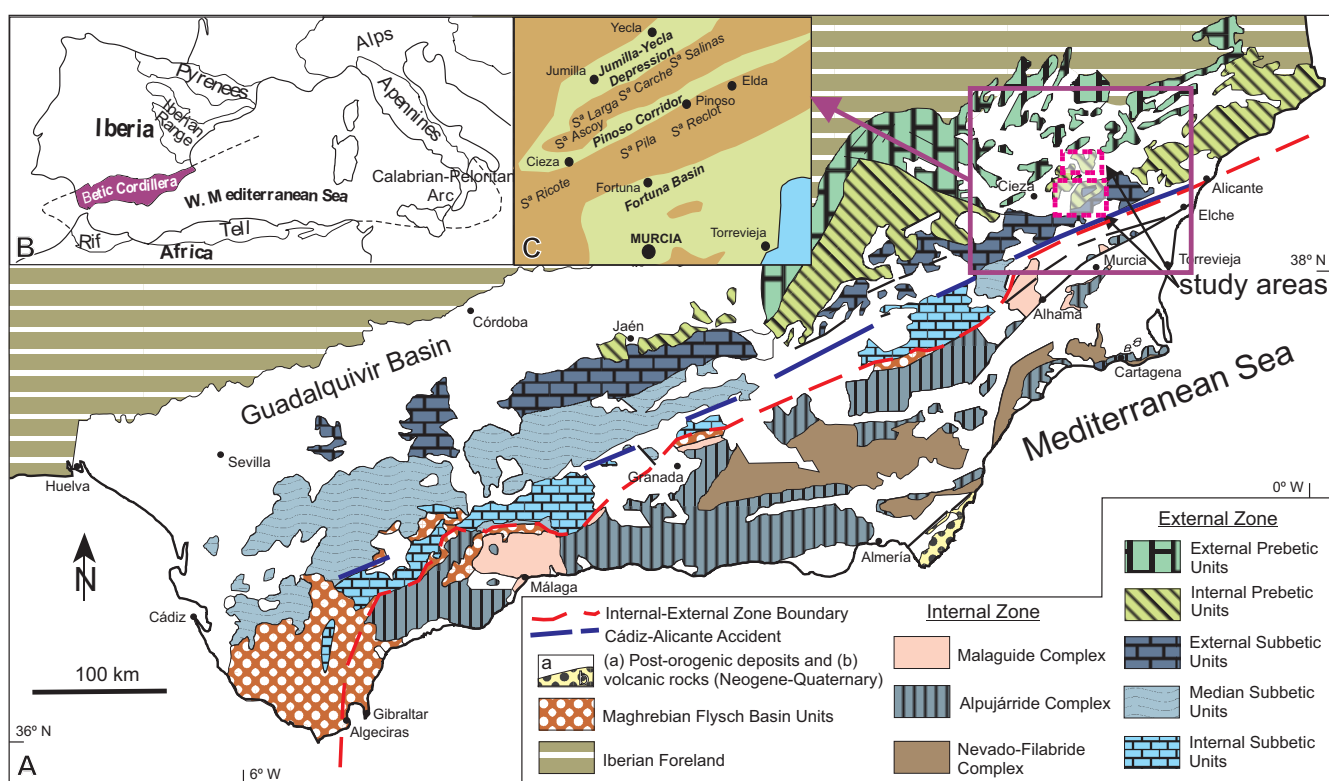 B
Alps
Pyrenees
Iberian
Range
Iberia
Apennines
Betic Cordillera
W. Mediterranean Sea
Calabrian-Peloritan
Arc
Rif
Tell
Africa
C
Yecla
Jumilla-Yecla
Depression
Jumilla
Sª Salinas
Sª Carche
Sª Larga
Elda
Pinoso
Sª Ascoy
Pinoso Corridor
Sª Reclot
Cieza
Sª Pila
Sª Ricote
Fortuna
Fortuna Basin
MURCIA
Torrevieja
Cieza
Alicante
Elche
Murcia
Torrevieja
38º N
study areas
Alhama
Córdoba
Jaén
Guadalquivir Basin
Cartagena
Mediterranean Sea
Sevilla
Granada
Huelva
0º W
N
Almería
Málaga
Cádiz
100 km
Gibraltar
Algeciras
36º N
A
6º W
Internal-External Zone Boundary
Cádiz-Alicante Accident
a
b
(a) Post-orogenic deposits and (b)
volcanic rocks (Neogene-Quaternary)
Maghrebian Flysch Basin Units
Iberian Foreland
Internal Zone
Malaguide Complex
Alpujárride Complex
Nevado-Filabride
Complex
External Zone
External Prebetic
Units
Internal Prebetic
Units
External Subbetic
Units
Median Subbetic
Units
Internal Subbetic
Units